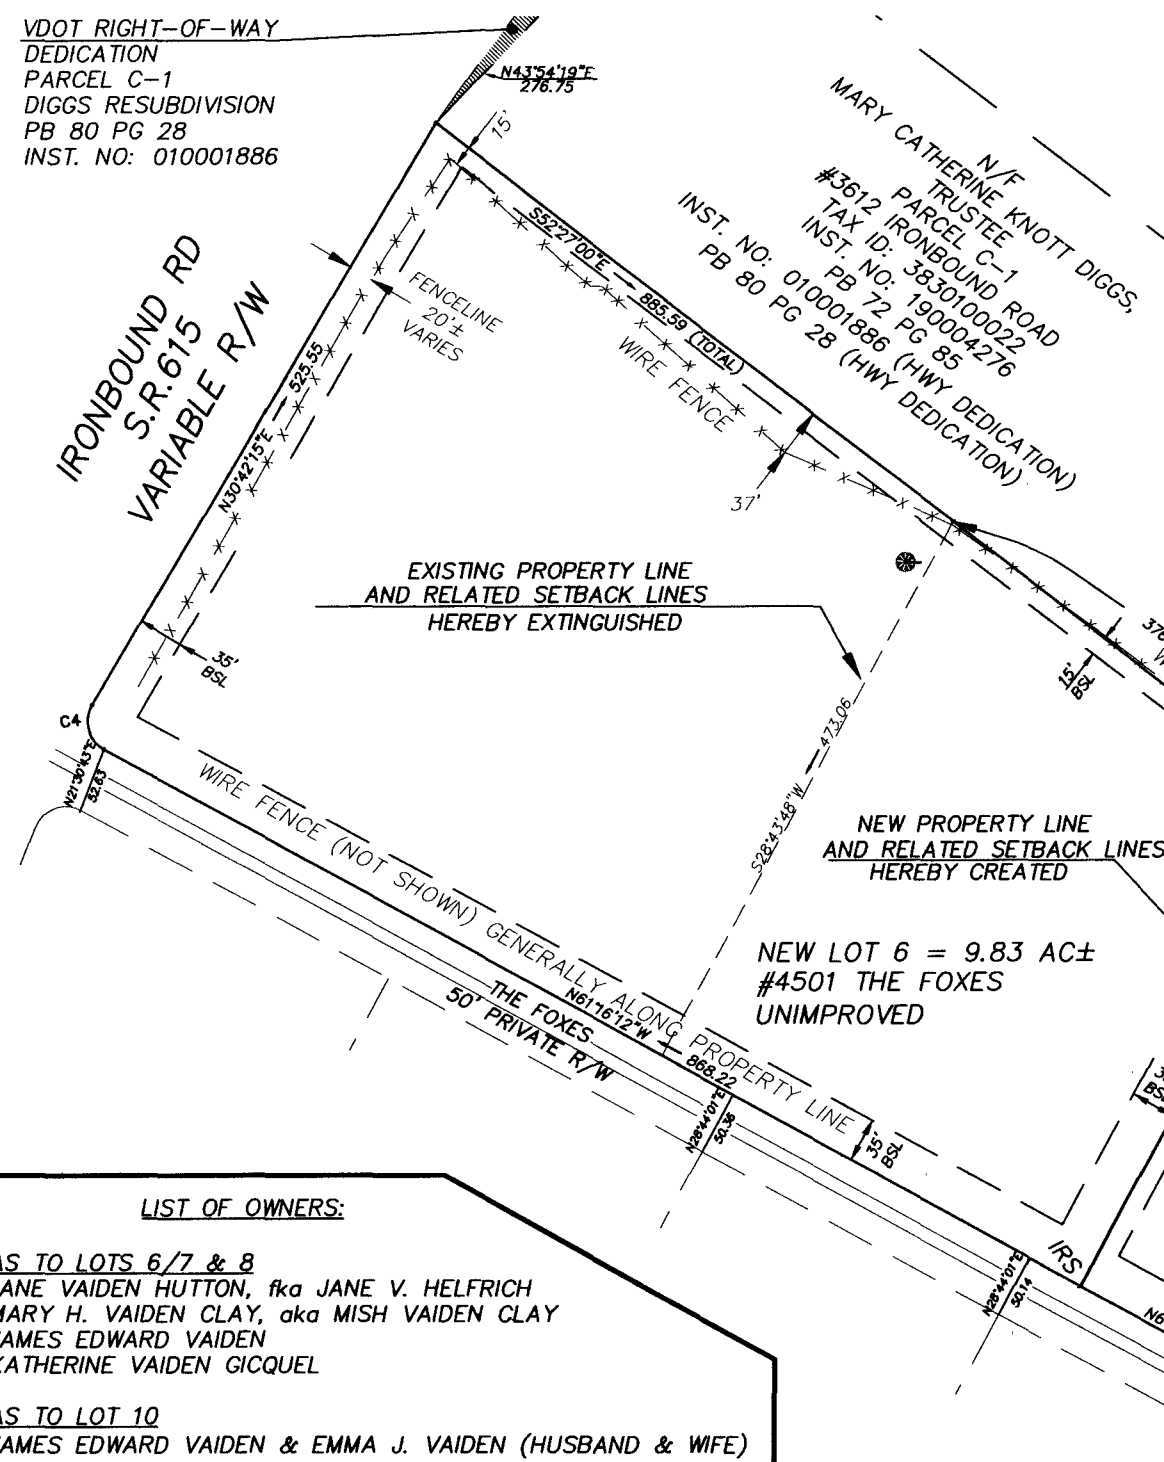 VDOT RIGHT-OF-WAY
DEDICATION
PARCEL C-1
DIGGS RESUBDIVISION
PB 80 PG 28
INST. NO: 010001886
N43°54'19"E
276.75
15'
MARY CATHERINE KNOTT DIGGS,
N/F
TRUSTEE
PARCEL C-1
#3612 IRONBOUND ROAD
TAX ID: 3830100022
INST. NO: 190004276
PB 72 PG 85
INST. NO: 010001886 (HWY DEDICATION)
PB 80 PG 28 (HWY DEDICATION)
IRONBOUND RD
S.R.615
VARIABLE R/W
FENCELINE
20'±
VARIES
S52°27'00"E
885.59 (TOTAL)
WIRE FENCE
N30°42'15"E
525.55
37'
EXISTING PROPERTY LINE
AND RELATED SETBACK LINES
HEREBY EXTINGUISHED
35'
BSL
15'
BSL
376
W
C4
N21°30'43"E
52.63
S28°43'48"W
473.06
WIRE FENCE (NOT SHOWN) GENERALLY ALONG PROPERTY LINE
NEW PROPERTY LINE
AND RELATED SETBACK LINES
HEREBY CREATED
NEW LOT 6 = 9.83 AC±
#4501 THE FOXES
UNIMPROVED
THE FOXES
50' PRIVATE R/W
N61°16'12"W
868.22
N28°44'01"E
50.36
35'
BSL
3
BS
IRS
N28°44'01"E
50.14
N6
LIST OF OWNERS:
AS TO LOTS 6/7 & 8
JANE VAIDEN HUTTON, fka JANE V. HELFRICH
MARY H. VAIDEN CLAY, aka MISH VAIDEN CLAY
JAMES EDWARD VAIDEN
KATHERINE VAIDEN GICQUEL
AS TO LOT 10
JAMES EDWARD VAIDEN & EMMA J. VAIDEN (HUSBAND & WIFE)